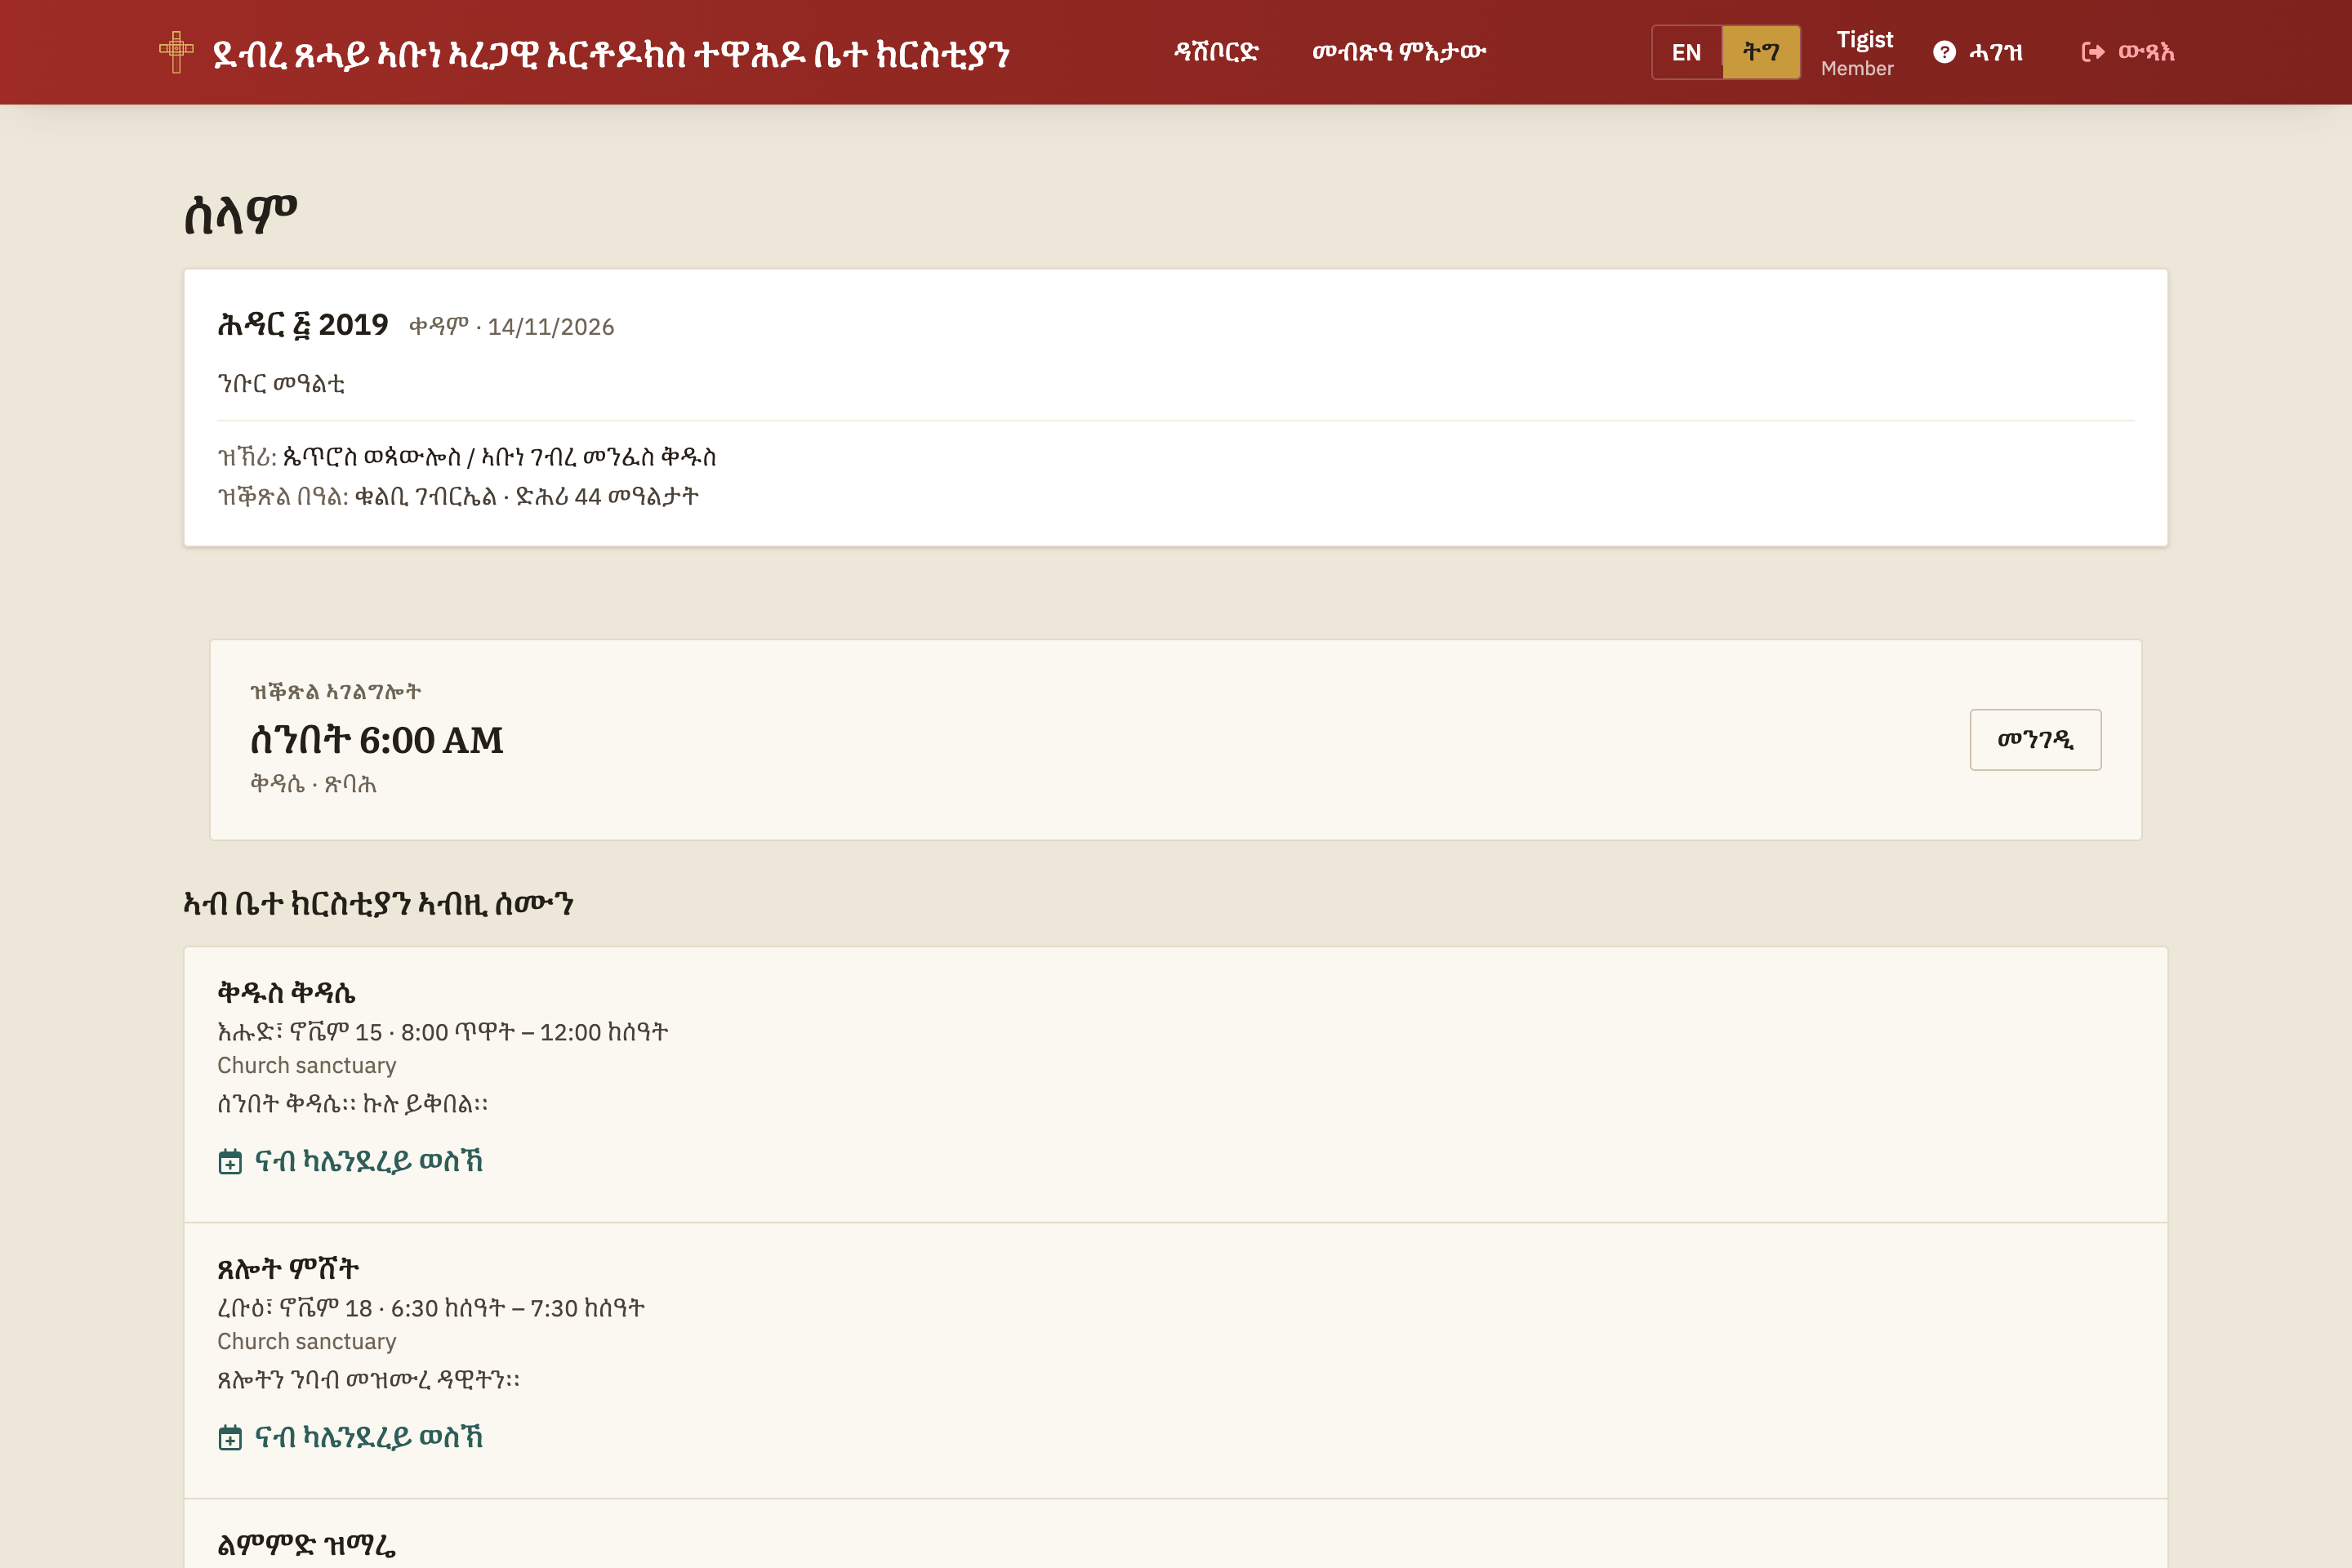 ደብረ ጸሓይ ኣቡነ ኣረጋዊ ኦርቶዶክስ ተዋሕዶ ቤተ ክርስቲያን
ዳሽቦርድ
መብጽዓ ምእታው
EN
ትግ
Tigist
Member
ሓገዝ
ውጻእ
ሰላም
ሕዳር ፭ 2019 ቀዳም · 14/11/2026
ንቡር መዓልቲ
ዝኽሪ: ጴጥሮስ ወጳውሎስ / ኣቡነ ገብረ መንፈስ ቅዱስ
ዝቕጽል በዓል: ቁልቢ ገብርኤል · ድሕሪ 44 መዓልታት
ዝቕጽል ኣገልግሎት
ሰንበት 6:00 AM
ቅዳሴ · ጽባሕ
መንገዲ
ኣብ ቤተ ክርስቲያን ኣብዚ ሰሙን
ቅዱስ ቅዳሴ
እሑድ፣ ኖቬም 15 · 8:00 ጥዋት – 12:00 ከሰዓት
Church sanctuary
ሰንበት ቅዳሴ። ኩሉ ይቅበል።
ናብ ካሌንደረይ ወስኽ
ጸሎት ምሸት
ረቡዕ፣ ኖቬም 18 · 6:30 ከሰዓት – 7:30 ከሰዓት
Church sanctuary
ጸሎትን ንባብ መዝሙረ ዳዊትን።
ናብ ካሌንደረይ ወስኽ
ልምምድ ዝማሬ